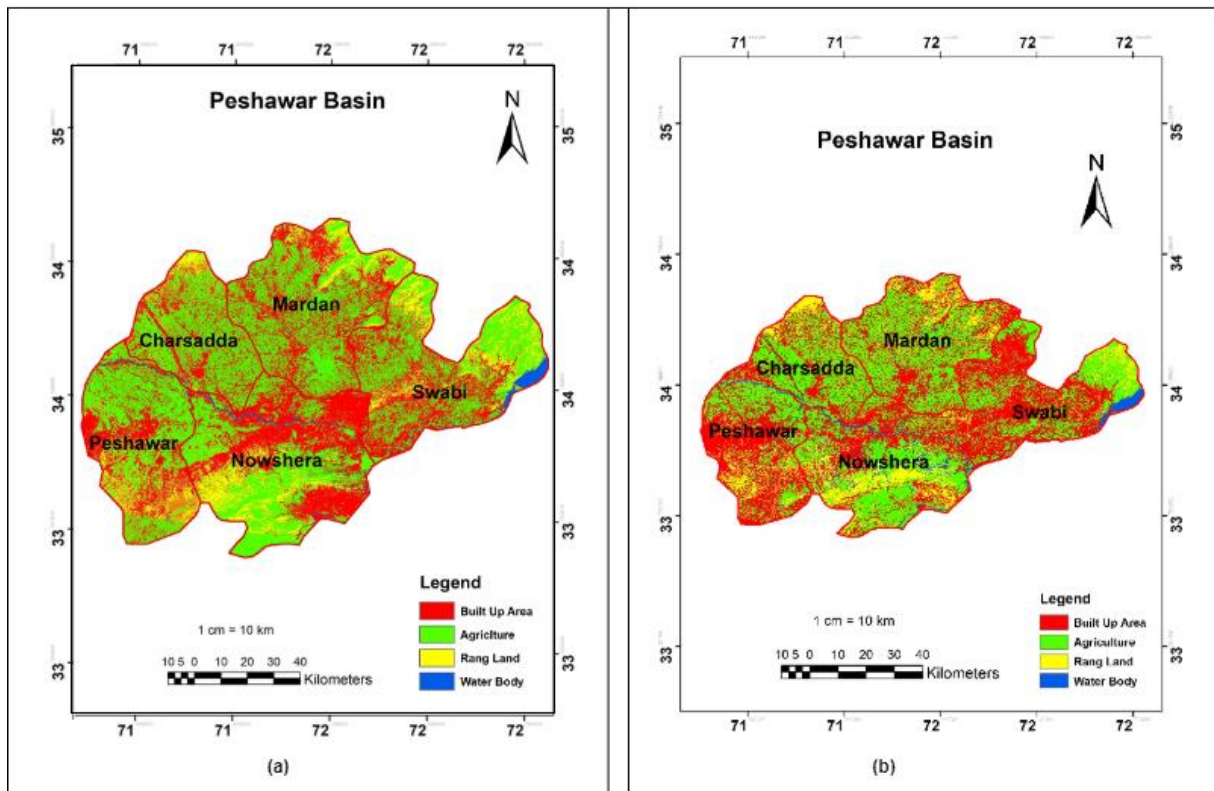 71 71 72 72 72
Peshawar Basin
N
35 34 34 33 33
35 34 34 33 33
Mardan
Charsadda
Swabi
Peshawar
Nowshera
Legend
Built Up Area
Agriclture
Rang Land
Water Body
1 cm = 10 km
10 5 0 10 20 30 40
Kilometers
71 71 72 72 72
(a)
71 71 72 72 72
Peshawar Basin
N
35 34 34 33 33
35 34 34 33 33
Mardan
Charsadda
Swabi
Peshawar
Nowshera
Legend
Built Up Area
Agriculture
Rang Land
Water Body
1 cm = 10 km
10 5 0 10 20 30 40
Kilometers
71 71 72 72 72
(b)